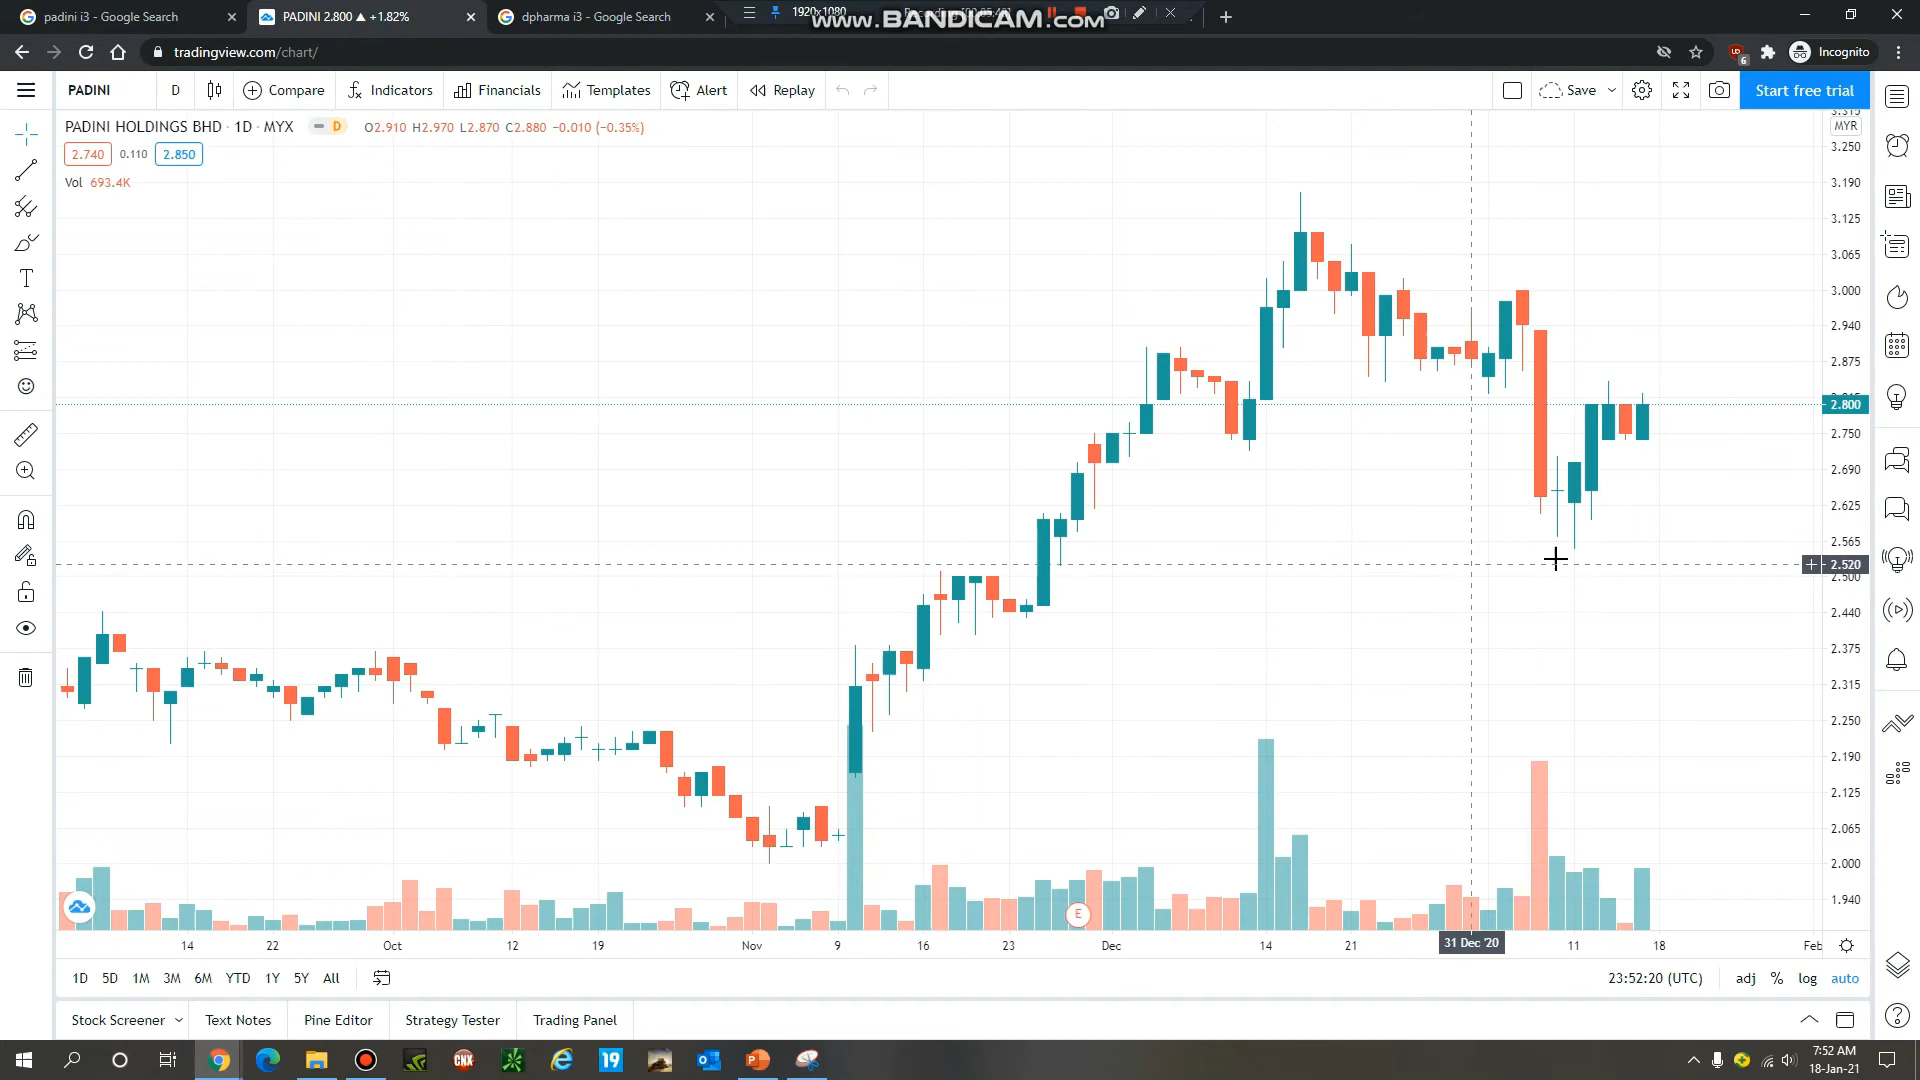 padini i3 - Google Search
PADINI 2.800 ▲ +1.82%
dpharma i3 - Google Search
1920x1080
www.BANDICAM.com
tradingview.com/chart/
6
Incognito
PADINI
D
Compare
Indicators
Financials
Templates
Alert
Replay
Save
Start free trial
PADINI HOLDINGS BHD · 1D · MYX
D
O2.910 H2.970 L2.870 C2.880 −0.010 (−0.35%)
2.740 0.110 2.850
Vol 693.4K
MYR
3.315
3.250
3.190
3.125
3.065
3.000
2.940
2.875
2.800
2.750
2.690
2.625
2.565
2.520
2.500
2.440
2.375
2.315
2.250
2.190
2.125
2.065
2.000
1.940
E
14 22 Oct 12 19 Nov 9 16 23 Dec 14 21 31 Dec '20 11 18 Feb
1D 5D 1M 3M 6M YTD 1Y 5Y All
23:52:20 (UTC)
adj % log auto
Stock Screener
Text Notes
Pine Editor
Strategy Tester
Trading Panel
CNX
19
7:52 AM
18-Jan-21